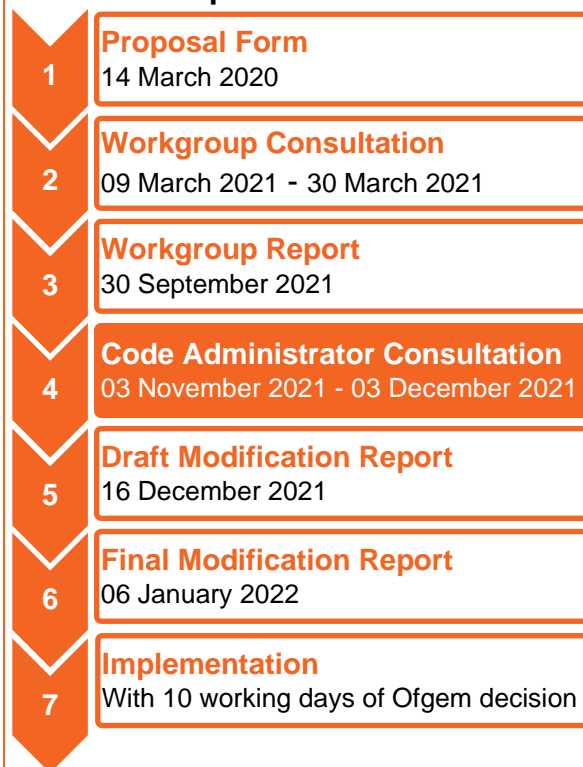 1
Proposal Form
14 March 2020
2
Workgroup Consultation
09 March 2021 - 30 March 2021
3
Workgroup Report
30 September 2021
4
Code Administrator Consultation
03 November 2021 - 03 December 2021
5
Draft Modification Report
16 December 2021
6
Final Modification Report
06 January 2022
7
Implementation
With 10 working days of Ofgem decision